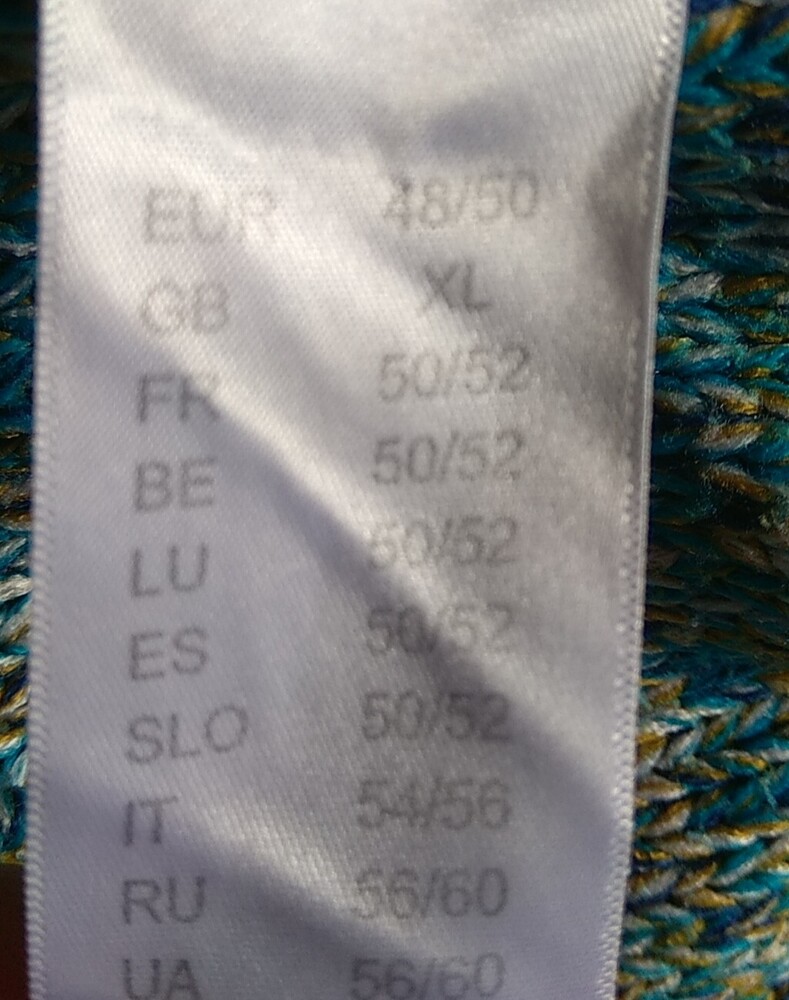 EUR 48/50
GB XL
FR 50/52
BE 50/52
LU 50/52
ES 50/52
SLO 50/52
IT 54/56
RU 56/60
UA 56/60